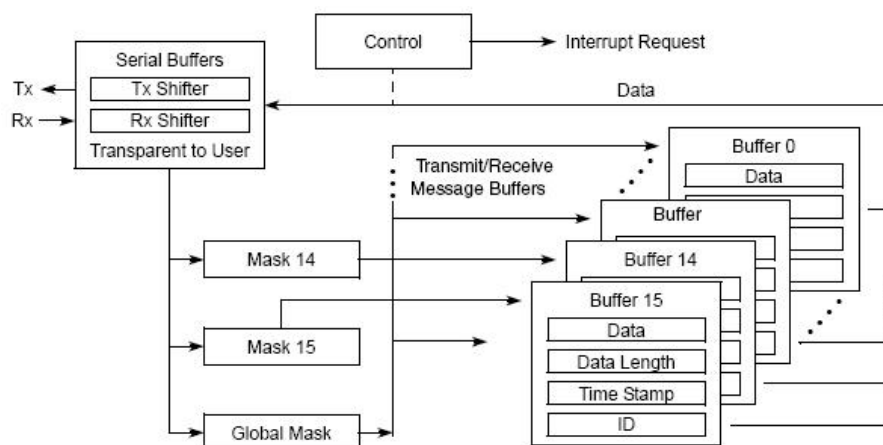 Control
Interrupt Request
Serial Buffers
Tx
Tx Shifter
Rx
Rx Shifter
Transparent to User
Data
Transmit/Receive
Message Buffers
Buffer 0
Data
Buffer
Mask 14
Buffer 14
Buffer 15
Mask 15
Data
Data Length
Time Stamp
Global Mask
ID